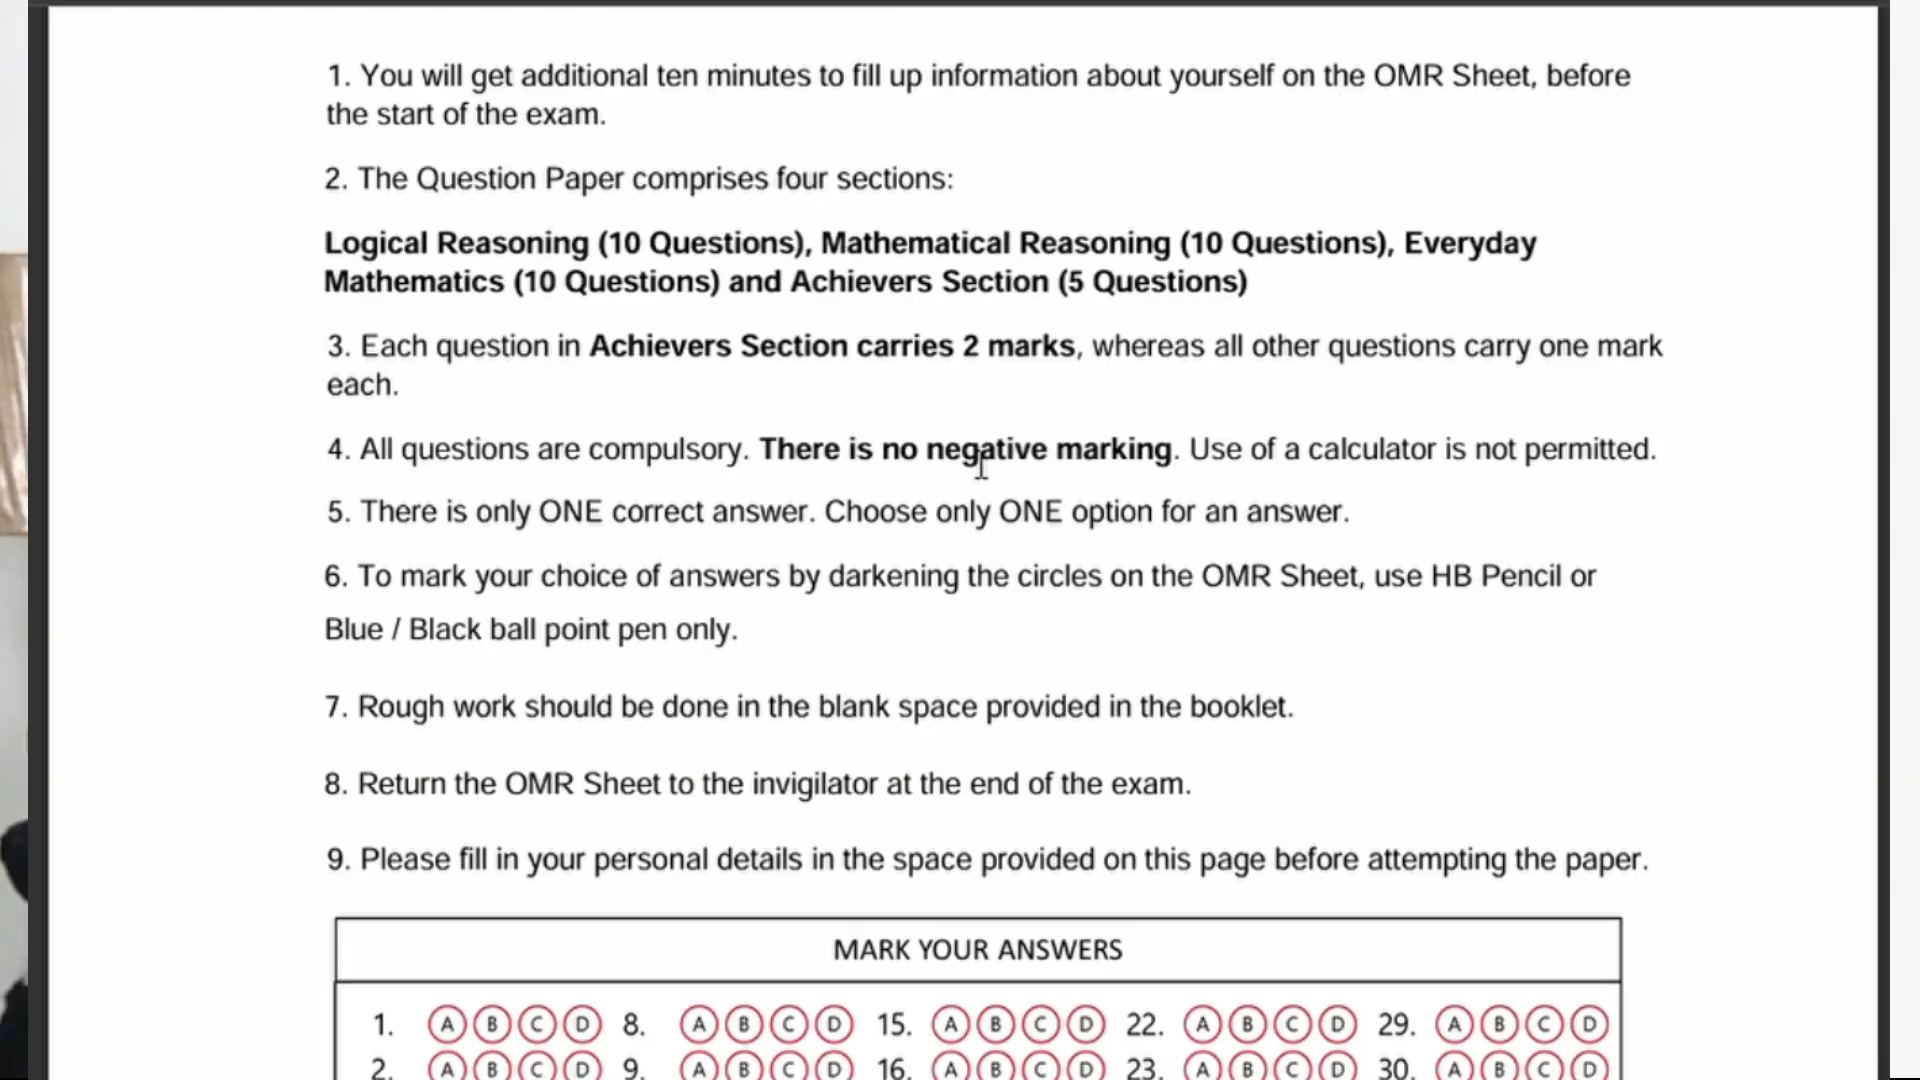 1. You will get additional ten minutes to fill up information about yourself on the OMR Sheet, before
the start of the exam.
2. The Question Paper comprises four sections:
Logical Reasoning (10 Questions), Mathematical Reasoning (10 Questions), Everyday
Mathematics (10 Questions) and Achievers Section (5 Questions)
3. Each question in Achievers Section carries 2 marks, whereas all other questions carry one mark
each.
4. All questions are compulsory. There is no negative marking. Use of a calculator is not permitted.
5. There is only ONE correct answer. Choose only ONE option for an answer.
6. To mark your choice of answers by darkening the circles on the OMR Sheet, use HB Pencil or
Blue / Black ball point pen only.
7. Rough work should be done in the blank space provided in the booklet.
8. Return the OMR Sheet to the invigilator at the end of the exam.
9. Please fill in your personal details in the space provided on this page before attempting the paper.
MARK YOUR ANSWERS
1. A B C D 8. A B C D 15. A B C D 22. A B C D 29. A B C D
2. A B C D 9. A B C D 16. A B C D 23. A B C D 30. A B C D